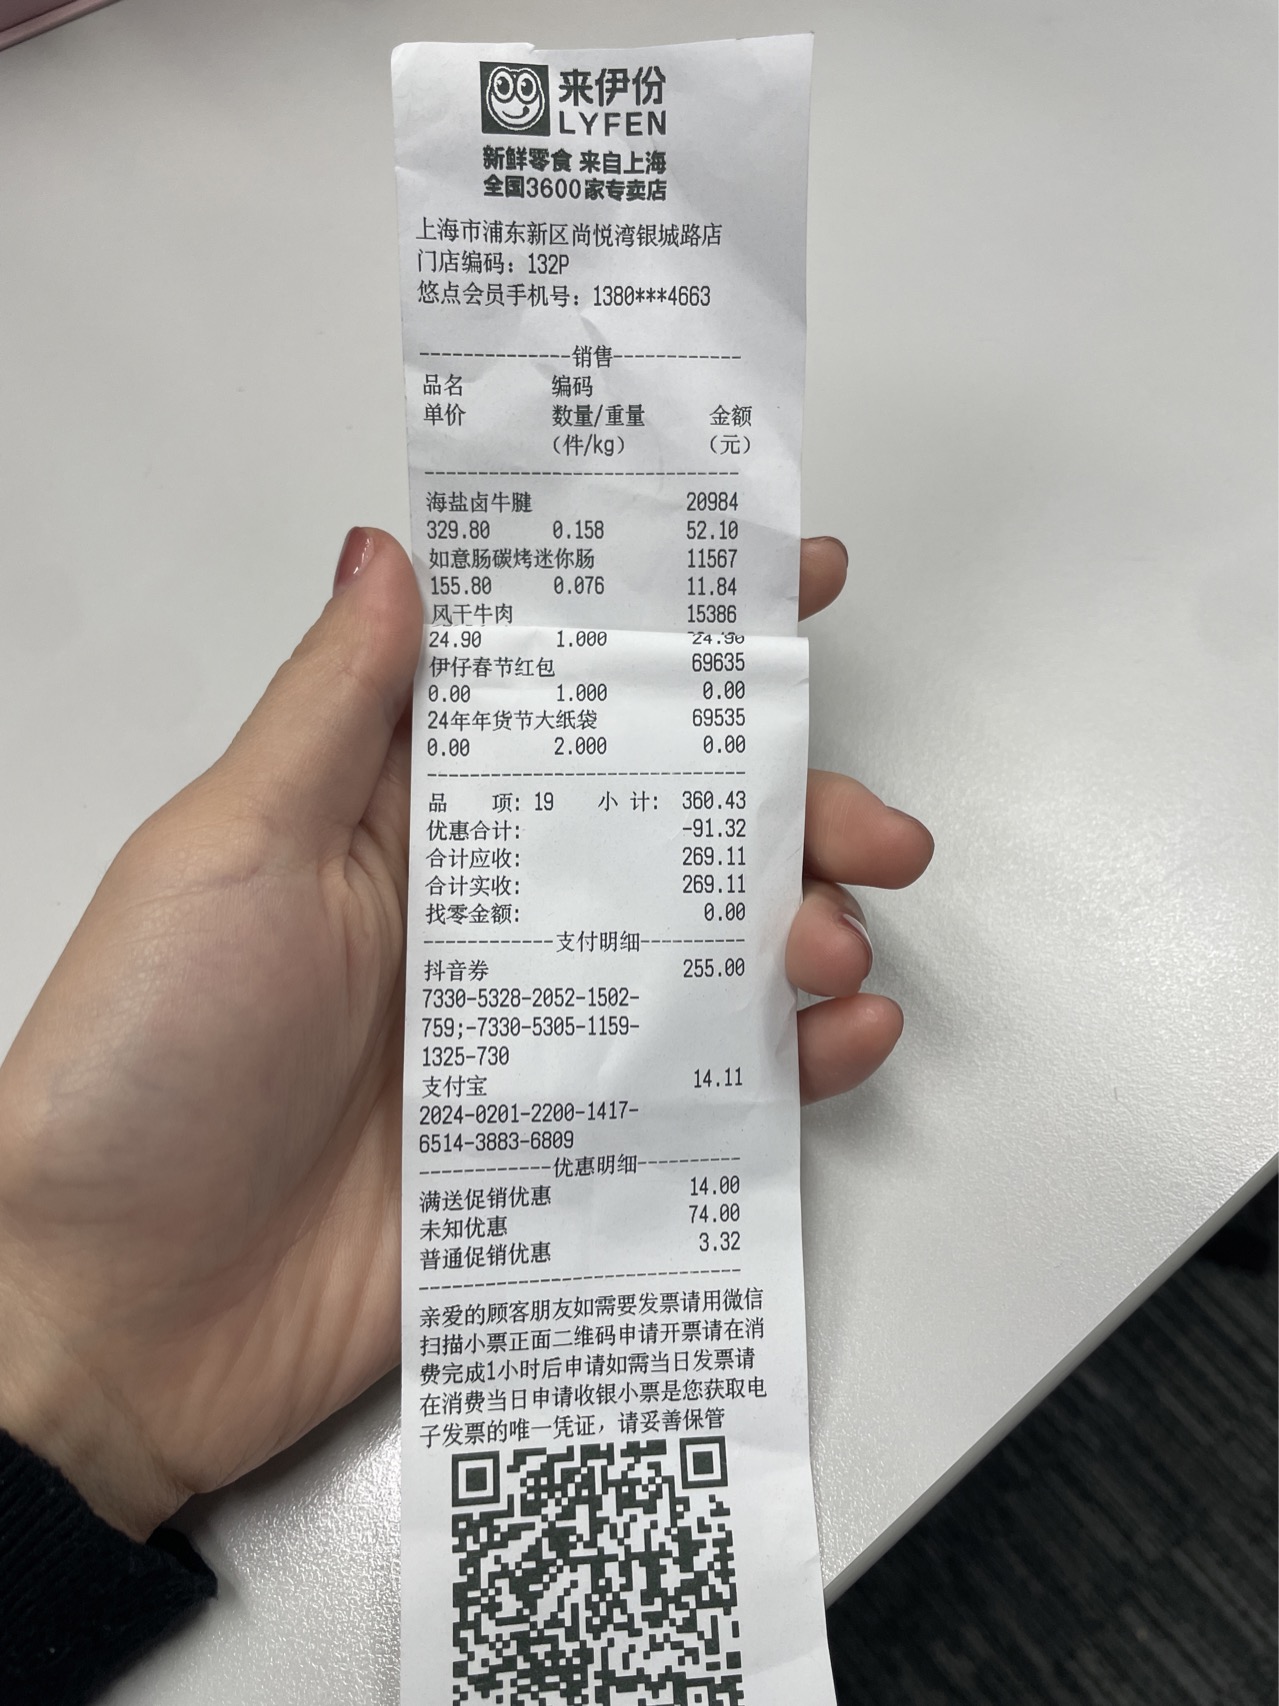 来伊份
LYFEN
新鲜零食 来自上海
全国3600家专卖店
上海市浦东新区尚悦湾银城路店
门店编码：132P
悠点会员手机号：1380***4663
--------------销售------------
品名 编码
单价 数量/重量 金额
（件/kg） （元）
海盐卤牛腱 20984
329.80 0.158 52.10
如意肠碳烤迷你肠 11567
155.80 0.076 11.84
风干牛肉 15386
24.90 1.000 24.90
伊仔春节红包 69635
0.00 1.000 0.00
24年年货节大纸袋 69535
0.00 2.000 0.00
品 项: 19 小 计: 360.43
优惠合计: -91.32
合计应收: 269.11
合计实收: 269.11
找零金额: 0.00
------------支付明细----------
抖音券 255.00
7330-5328-2052-1502-
759;-7330-5305-1159-
1325-730
支付宝 14.11
2024-0201-2200-1417-
6514-3883-6809
------------优惠明细----------
满送促销优惠 14.00
未知优惠 74.00
普通促销优惠 3.32
亲爱的顾客朋友如需要发票请用微信
扫描小票正面二维码申请开票请在消
费完成1小时后申请如需当日发票请
在消费当日申请收银小票是您获取电
子发票的唯一凭证，请妥善保管